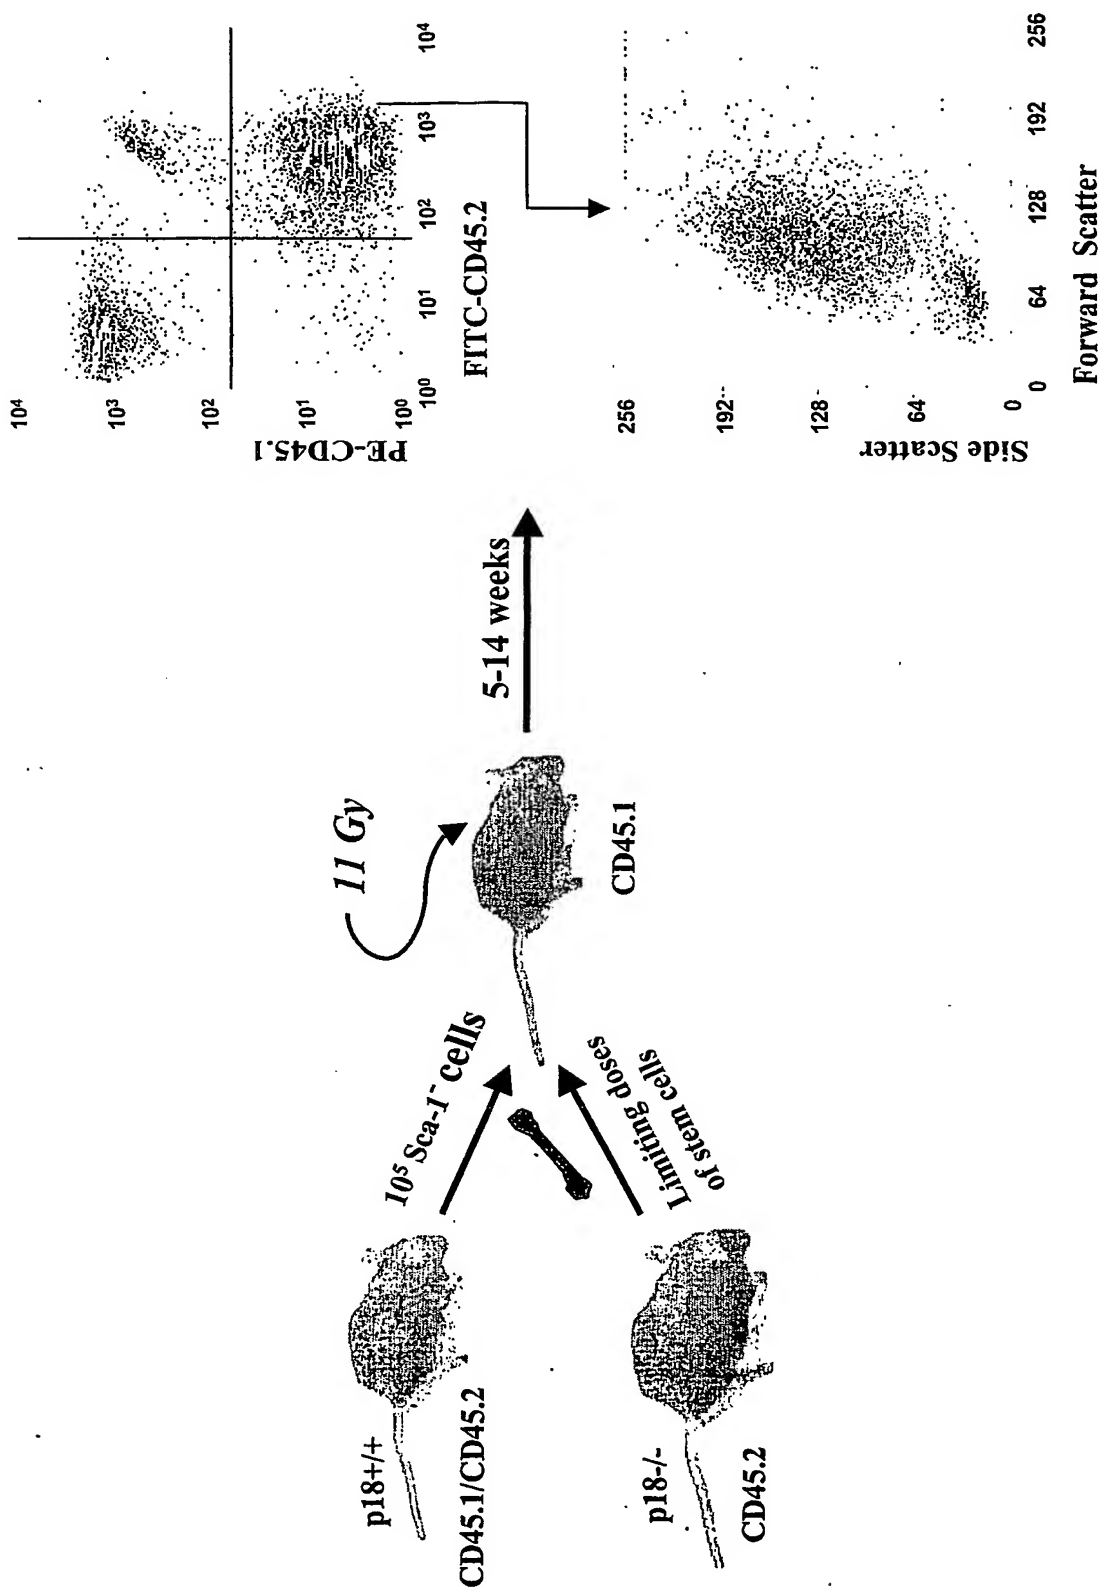 p18+/+
CD45.1/CD45.2
p18-/-
CD45.2
10⁵ Sca-1⁻ cells
Limiting doses
of stem cells
11 Gy
CD45.1
5-14 weeks
10⁴
10³
10²
10¹
10⁰
PE-CD45.1
10⁰
10¹
10²
10³
10⁴
FITC-CD45.2
256
192
128
64
0
Side Scatter
0
64
128
192
256
Forward Scatter